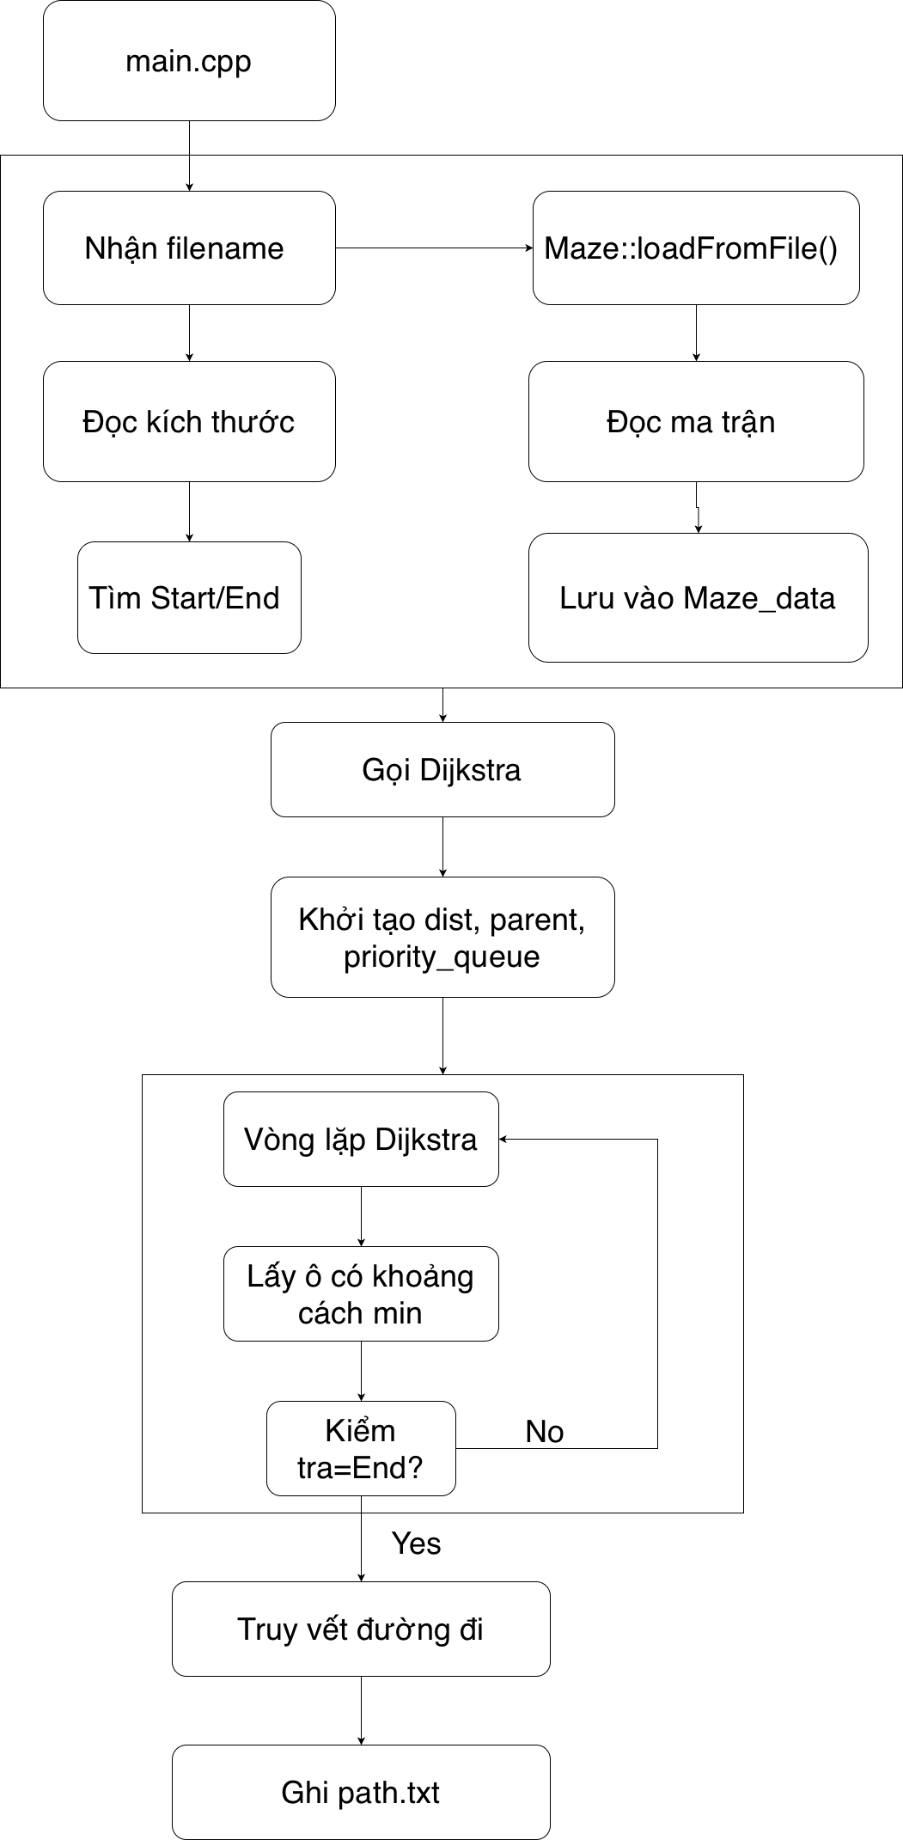 main.cpp
Nhận filename
Maze::loadFromFile()
Đọc kích thước
Đọc ma trận
Tìm Start/End
Lưu vào Maze_data
Gọi Dijkstra
Khởi tạo dist, parent,
priority_queue
Vòng lặp Dijkstra
Lấy ô có khoảng
cách min
Kiểm
tra=End?
No
Yes
Truy vết đường đi
Ghi path.txt